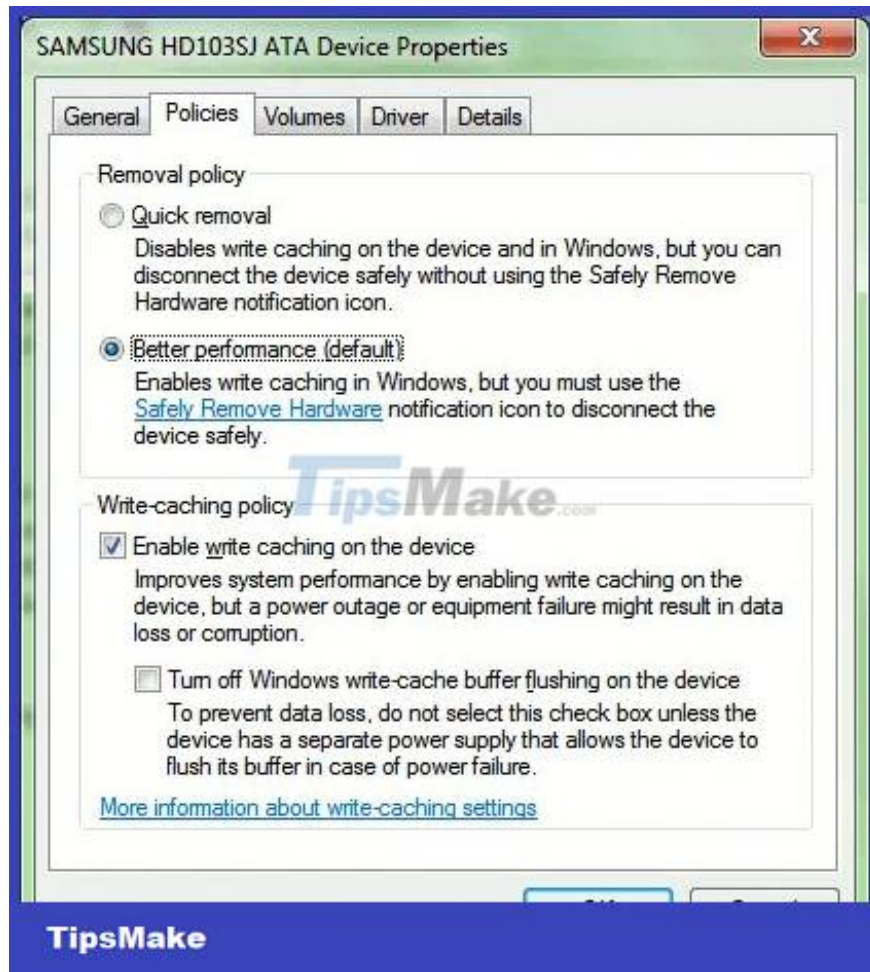 SAMSUNG HD103SJ ATA Device Properties
General Policies Volumes Driver Details
Removal policy
Quick removal
Disables write caching on the device and in Windows, but you can
disconnect the device safely without using the Safely Remove
Hardware notification icon.
Better performance (default)
Enables write caching in Windows, but you must use the
Safely Remove Hardware notification icon to disconnect the
device safely.
TipsMake.com
Write-caching policy
Enable write caching on the device
Improves system performance by enabling write caching on the
device, but a power outage or equipment failure might result in data
loss or corruption.
Turn off Windows write-cache buffer flushing on the device
To prevent data loss, do not select this check box unless the
device has a separate power supply that allows the device to
flush its buffer in case of power failure.
More information about write-caching settings
TipsMake